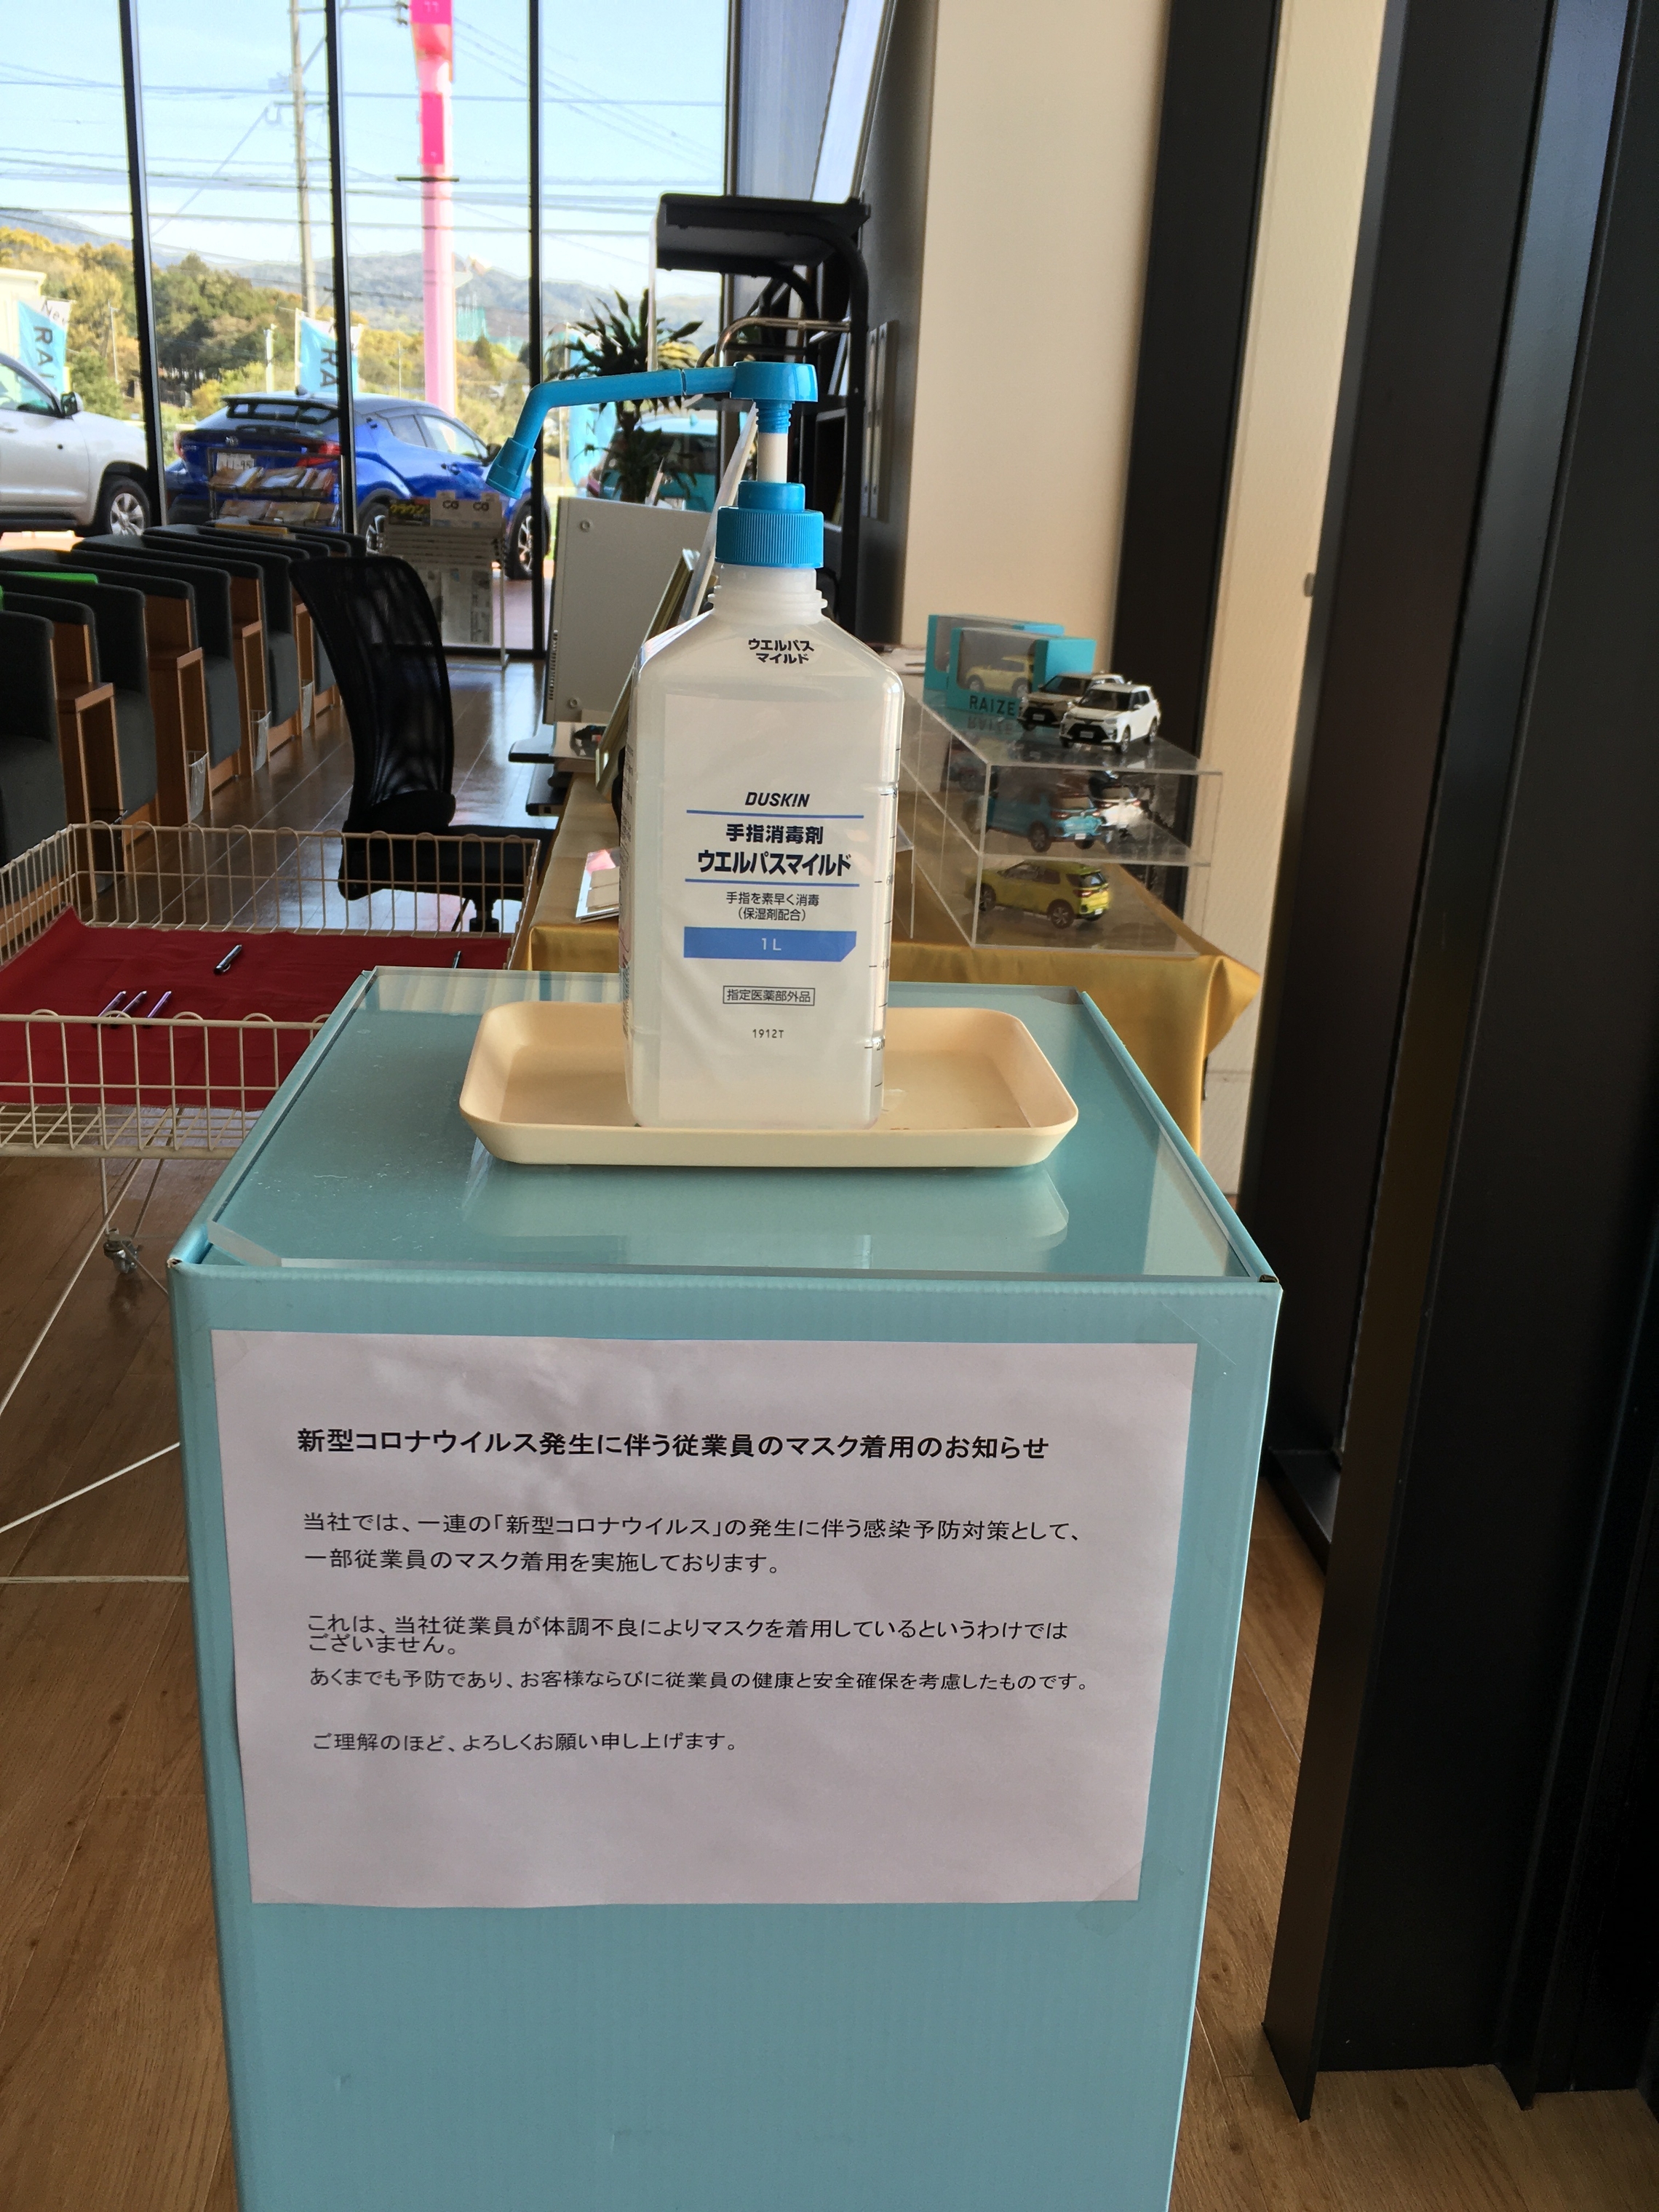 RAIZE
ウエルパス
マイルド
DUSKIN
手指消毒剤
ウエルパスマイルド
手指を素早く消毒
(保湿剤配合)
1L
指定医薬部外品
1912T
新型コロナウイルス発生に伴う従業員のマスク着用のお知らせ
当社では、一連の「新型コロナウイルス」の発生に伴う感染予防対策として、
一部従業員のマスク着用を実施しております。
これは、当社従業員が体調不良によりマスクを着用しているというわけでは
ございません。
あくまでも予防であり、お客様ならびに従業員の健康と安全確保を考慮したものです。
ご理解のほど、よろしくお願い申し上げます。